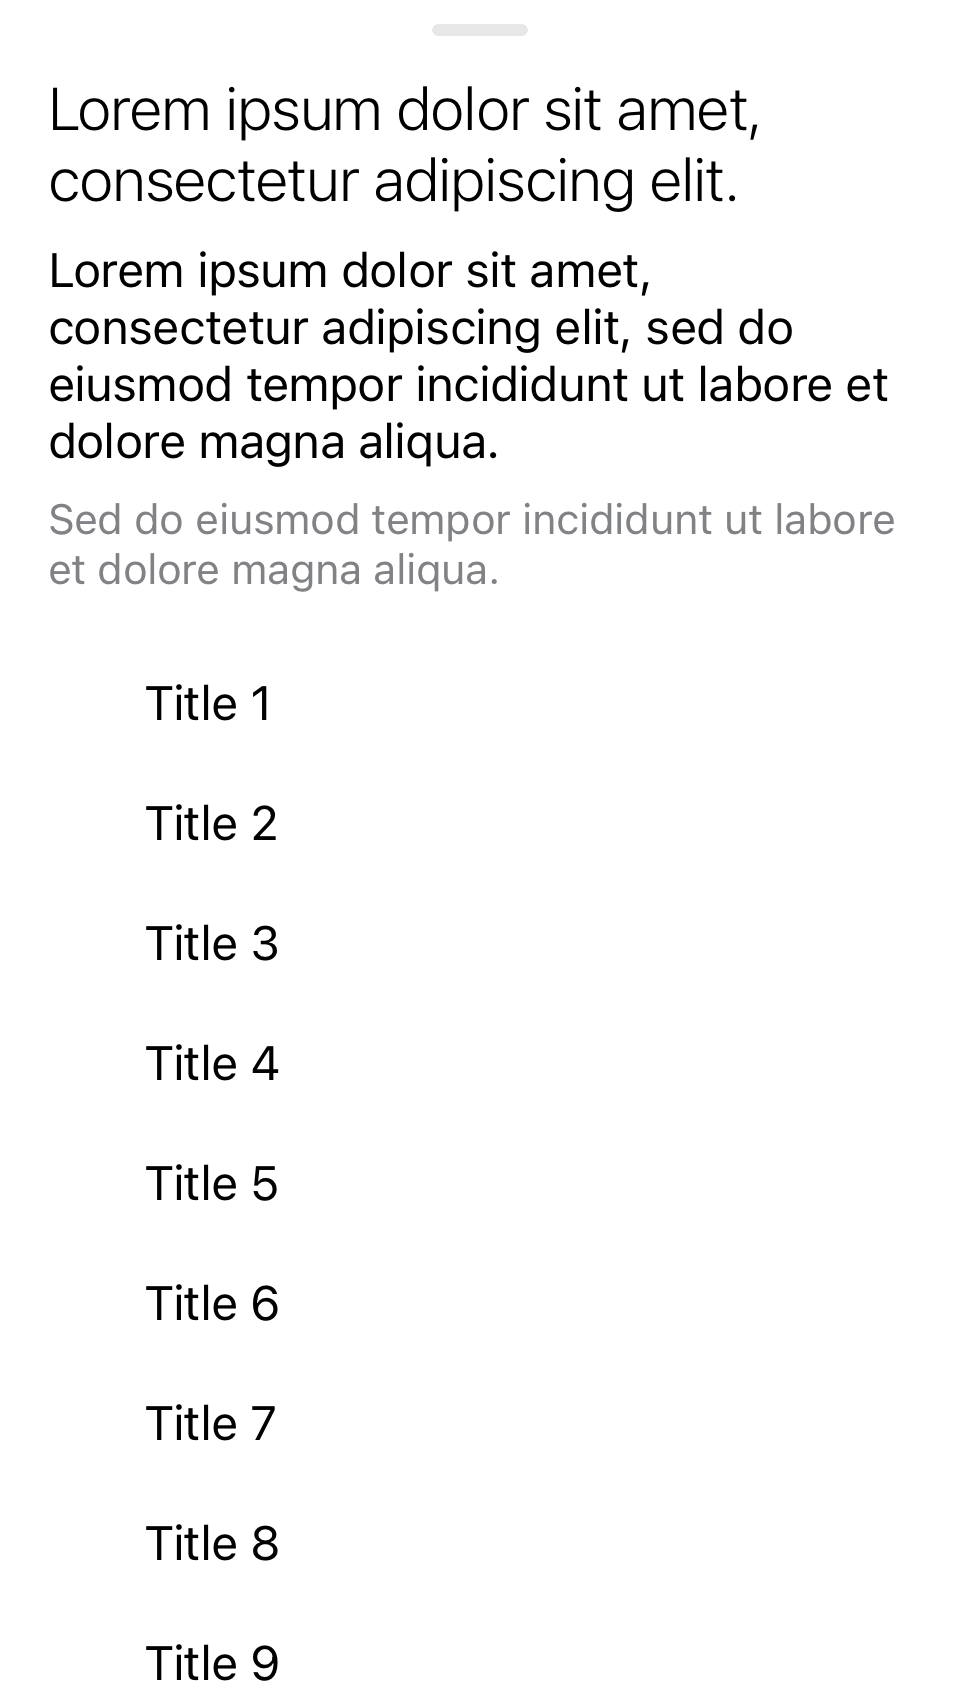 Lorem ipsum dolor sit amet,
consectetur adipiscing elit.
Lorem ipsum dolor sit amet,
consectetur adipiscing elit, sed do
eiusmod tempor incididunt ut labore et
dolore magna aliqua.
Sed do eiusmod tempor incididunt ut labore
et dolore magna aliqua.
Title 1
Title 2
Title 3
Title 4
Title 5
Title 6
Title 7
Title 8
Title 9